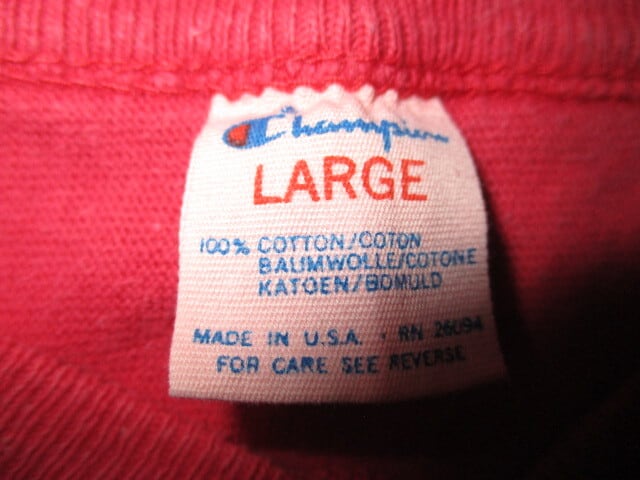 Champion
LARGE
100% COTTON/COTON
BAUMWOLLE/COTONE
KATOEN/BOMULD
MADE IN U.S.A. · RN 26094
FOR CARE SEE REVERSE